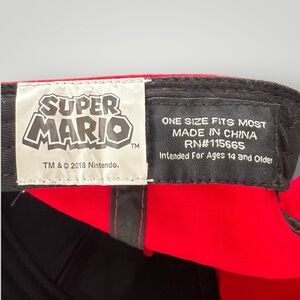 SUPER
MARIO™
TM & © 2018 Nintendo.
ONE SIZE FITS MOST
MADE IN CHINA
RN#115665
Intended For Ages 14 and Older